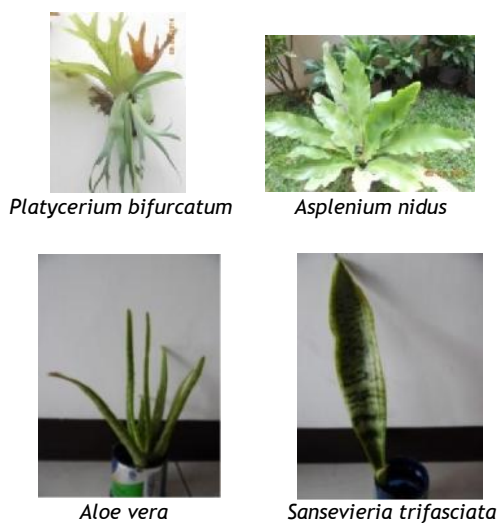 Platycerium bifurcatum
Asplenium nidus
Aloe vera
Sansevieria trifasciata